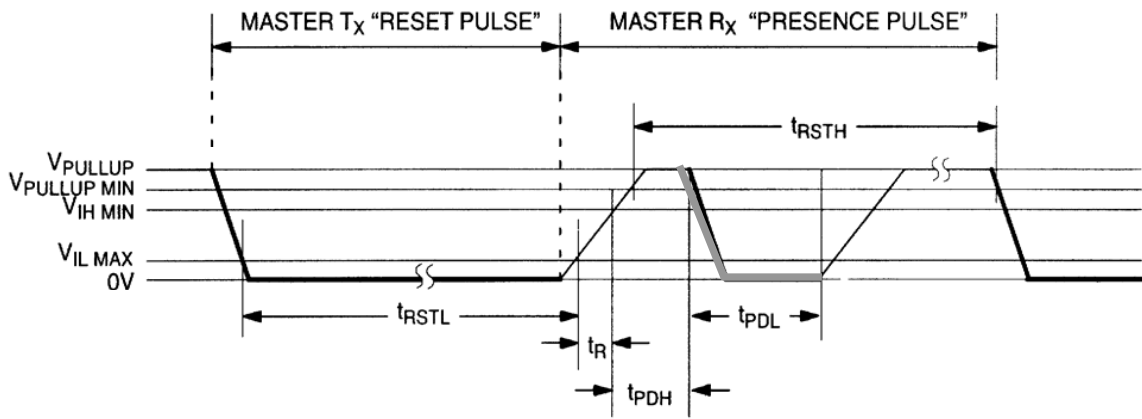 MASTER TX “RESET PULSE”
MASTER RX “PRESENCE PULSE”
tRSTH
VPULLUP
VPULLUP MIN
VIH MIN
VIL MAX
0V
tRSTL
tPDL
tR
tPDH